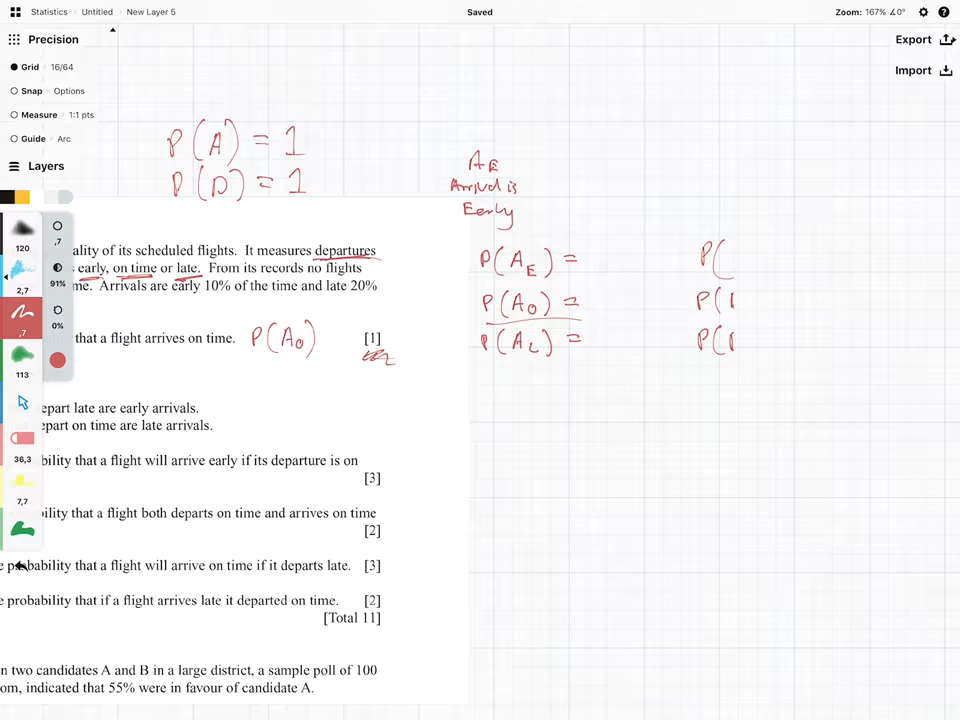 Statistics Untitled New Layer 5 Saved Zoom: 167% ∡0°
Precision Export
Grid 16/64 Import
Snap Options
Measure 1:1 pts
Guide Arc
Layers
P(A) = 1
P(D) = 1
AE
Arrival is
Early
120
2,7
,7
113
36,3
7,7
,7
91%
0%
ality of its scheduled flights. It measures departures
early, on time or late. From its records no flights
me. Arrivals are early 10% of the time and late 20%
that a flight arrives on time. P(AO) [1]
epart late are early arrivals.
epart on time are late arrivals.
bility that a flight will arrive early if its departure is on
[3]
ility that a flight both departs on time and arrives on time
[2]
e probability that a flight will arrive on time if it departs late. [3]
e probability that if a flight arrives late it departed on time. [2]
[Total 11]
n two candidates A and B in a large district, a sample poll of 100
om, indicated that 55% were in favour of candidate A.
P(AE) = P(
P(AO) = P(
P(AL) = P(